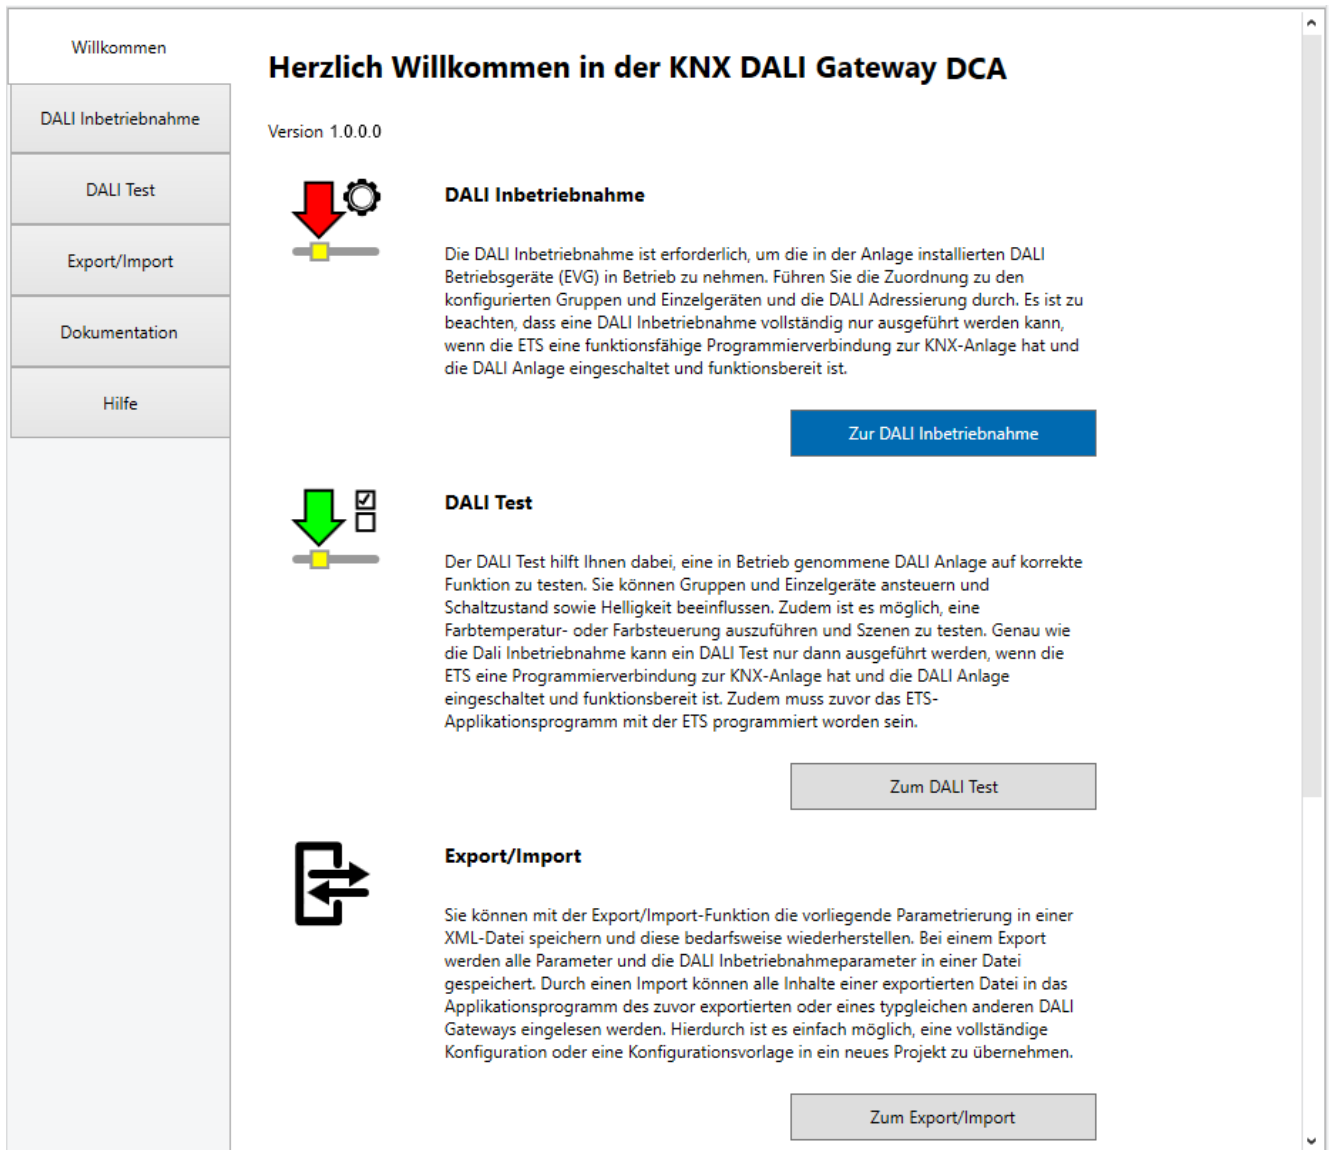 Willkommen
DALI Inbetriebnahme
DALI Test
Export/Import
Dokumentation
Hilfe
Herzlich Willkommen in der KNX DALI Gateway DCA
Version 1.0.0.0
DALI Inbetriebnahme
Die DALI Inbetriebnahme ist erforderlich, um die in der Anlage installierten DALI
Betriebsgeräte (EVG) in Betrieb zu nehmen. Führen Sie die Zuordnung zu den
konfigurierten Gruppen und Einzelgeräten und die DALI Adressierung durch. Es ist zu
beachten, dass eine DALI Inbetriebnahme vollständig nur ausgeführt werden kann,
wenn die ETS eine funktionsfähige Programmierverbindung zur KNX-Anlage hat und
die DALI Anlage eingeschaltet und funktionsbereit ist.
Zur DALI Inbetriebnahme
DALI Test
Der DALI Test hilft Ihnen dabei, eine in Betrieb genommene DALI Anlage auf korrekte
Funktion zu testen. Sie können Gruppen und Einzelgeräte ansteuern und
Schaltzustand sowie Helligkeit beeinflussen. Zudem ist es möglich, eine
Farbtemperatur- oder Farbsteuerung auszuführen und Szenen zu testen. Genau wie
die Dali Inbetriebnahme kann ein DALI Test nur dann ausgeführt werden, wenn die
ETS eine Programmierverbindung zur KNX-Anlage hat und die DALI Anlage
eingeschaltet und funktionsbereit ist. Zudem muss zuvor das ETS-
Applikationsprogramm mit der ETS programmiert worden sein.
Zum DALI Test
Export/Import
Sie können mit der Export/Import-Funktion die vorliegende Parametrierung in einer
XML-Datei speichern und diese bedarfsweise wiederherstellen. Bei einem Export
werden alle Parameter und die DALI Inbetriebnahmeparameter in einer Datei
gespeichert. Durch einen Import können alle Inhalte einer exportierten Datei in das
Applikationsprogramm des zuvor exportierten oder eines typgleichen anderen DALI
Gateways eingelesen werden. Hierdurch ist es einfach möglich, eine vollständige
Konfiguration oder eine Konfigurationsvorlage in ein neues Projekt zu übernehmen.
Zum Export/Import